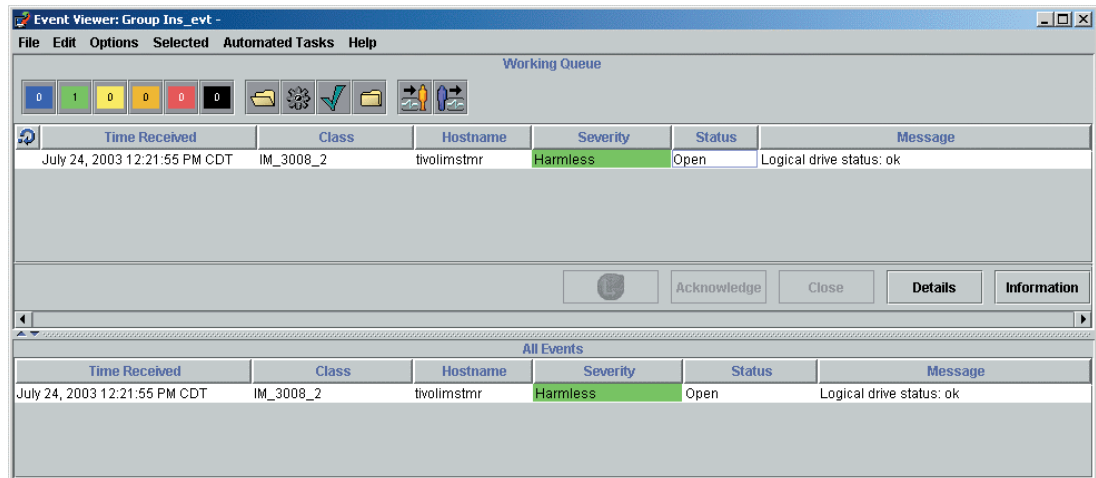 Event Viewer: Group Ins_evt -
File Edit Options Selected Automated Tasks Help
Working Queue
0 1 0 0 0 0
Time Received Class Hostname Severity Status Message
July 24, 2003 12:21:55 PM CDT IM_3008_2 tivolimstmr Harmless Open Logical drive status: ok
Acknowledge Close Details Information
All Events
Time Received Class Hostname Severity Status Message
July 24, 2003 12:21:55 PM CDT IM_3008_2 tivolimstmr Harmless Open Logical drive status: ok